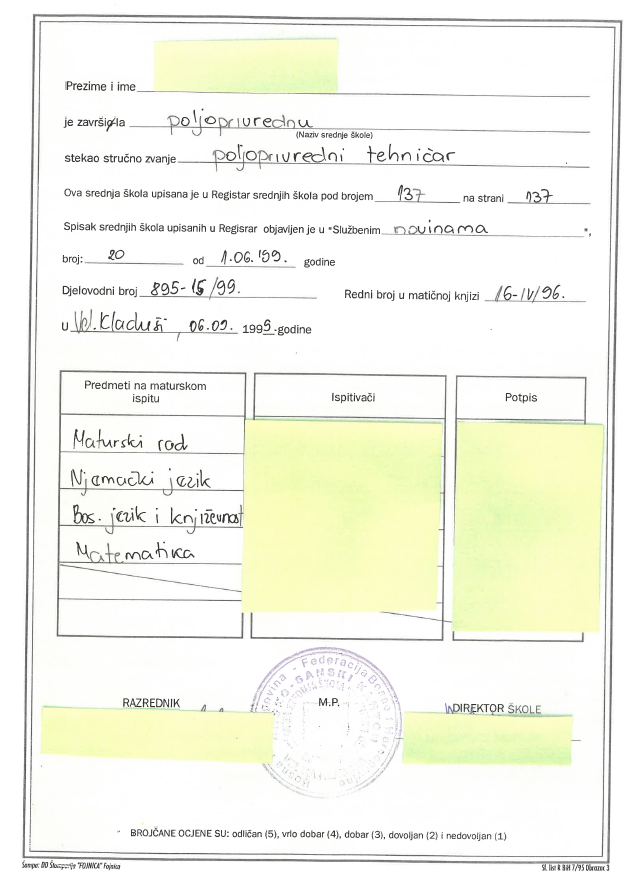 Prezime i ime
je završio/la poljoprivrednu
(Naziv srednje škole)
stekao stručno zvanje poljoprivredni tehničar
Ova srednja škola upisana je u Registar srednjih škola pod brojem 137 na strani 137
Spisak srednjih škola upisanih u Regisrar objavljen je u "Službenim novinama ",
broj: 20 od 1.06.'99. godine
Djelovodni broj 895-15/99. Redni broj u matičnoj knjizi 16-IV/96.
U Vel. Kladuši, 06.09. 1999. godine
Predmeti na maturskom ispitu Ispitivači Potpis
Maturski rad
Njemački jezik
Bos. jezik i književnost
Matematika
RAZREDNIK M.P. DIREKTOR ŠKOLE
Federacija Bosne i Hercegovine
BROJČANE OCJENE SU: odličan (5), vrlo dobar (4), dobar (3), dovoljan (2) i nedovoljan (1)
Štampa: DD Štamparija "FOJNICA" Fojnica Sl. list R BiH 7/95 Obrazac 3